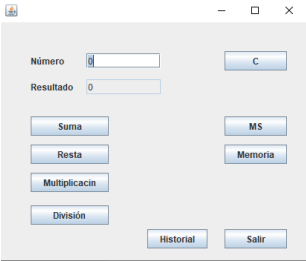 Número 0 C
Resultado 0
Suma MS
Resta Memoria
Multiplicacin
División
Historial Salir